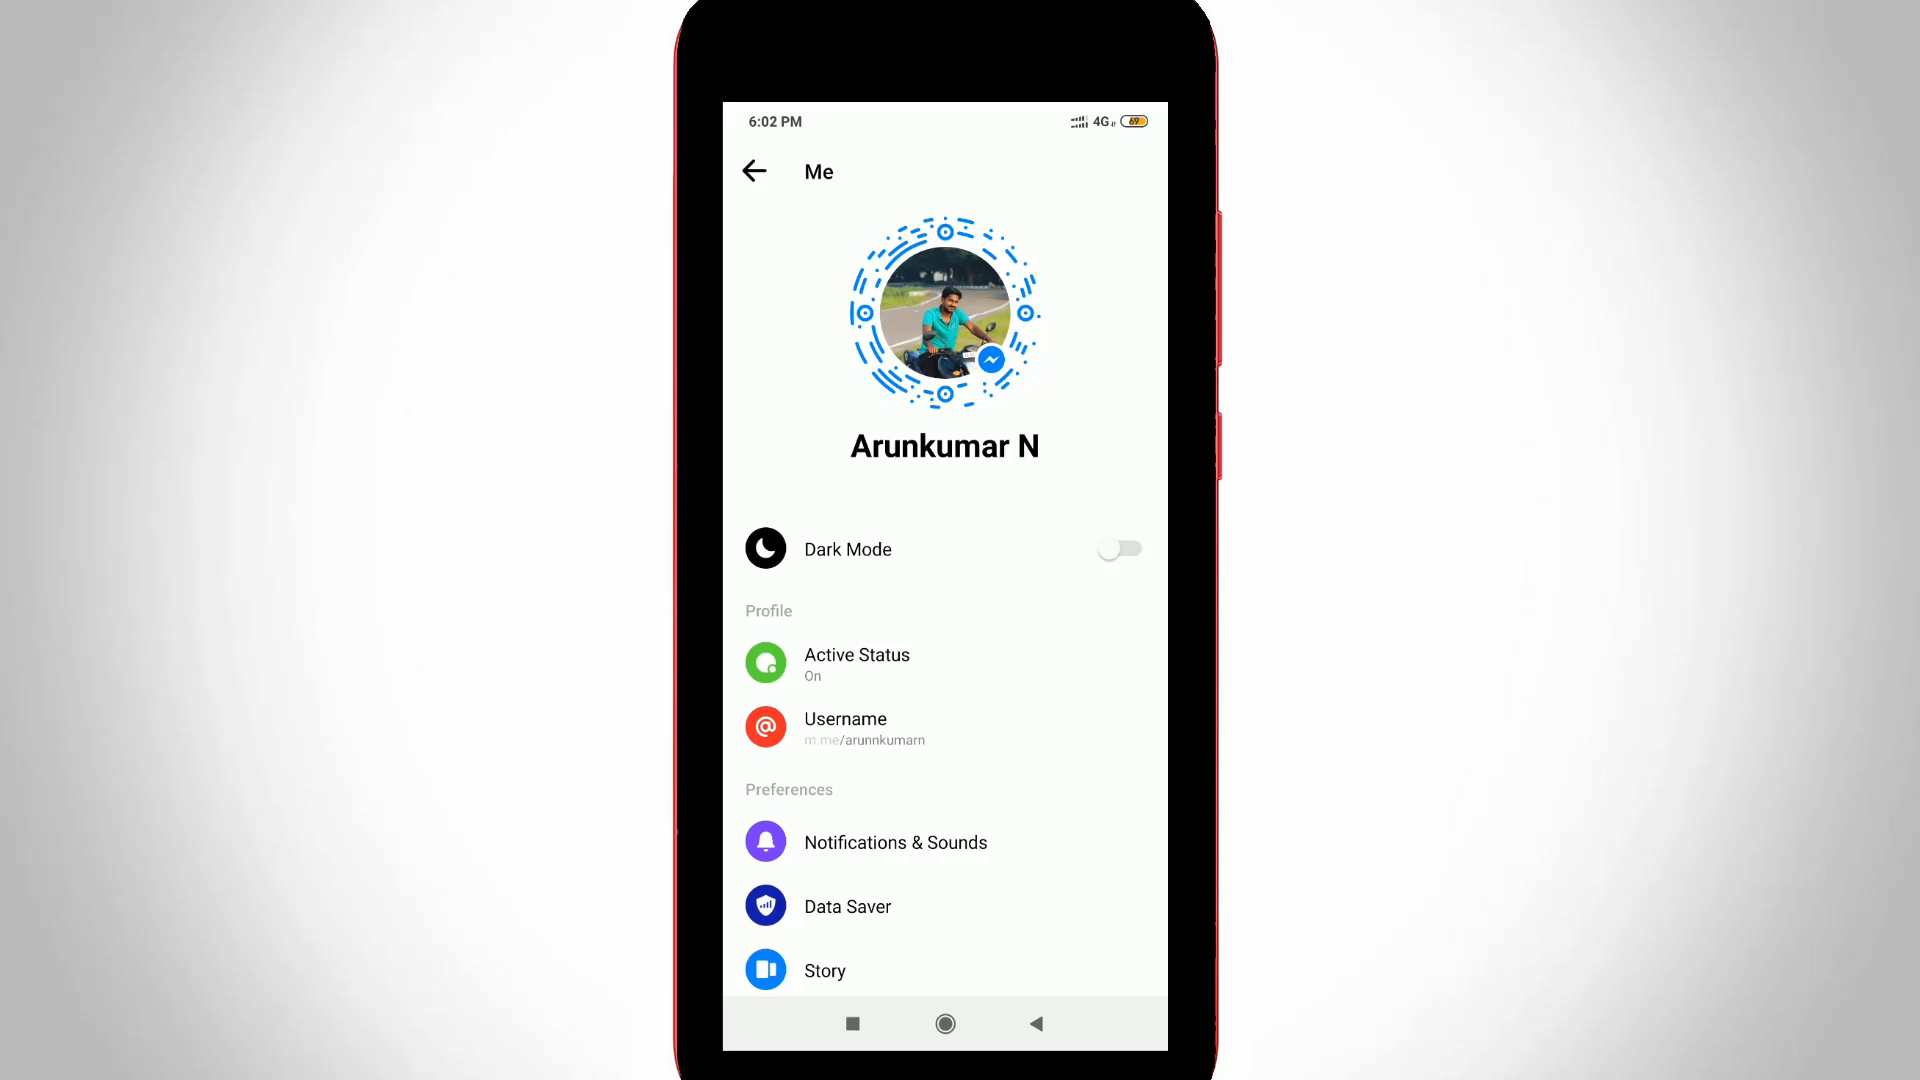 6:02 PM
4G
69
Me
Arunkumar N
Dark Mode
Profile
Active Status
On
Username
m.me/arunnkumarn
Preferences
Notifications & Sounds
Data Saver
Story